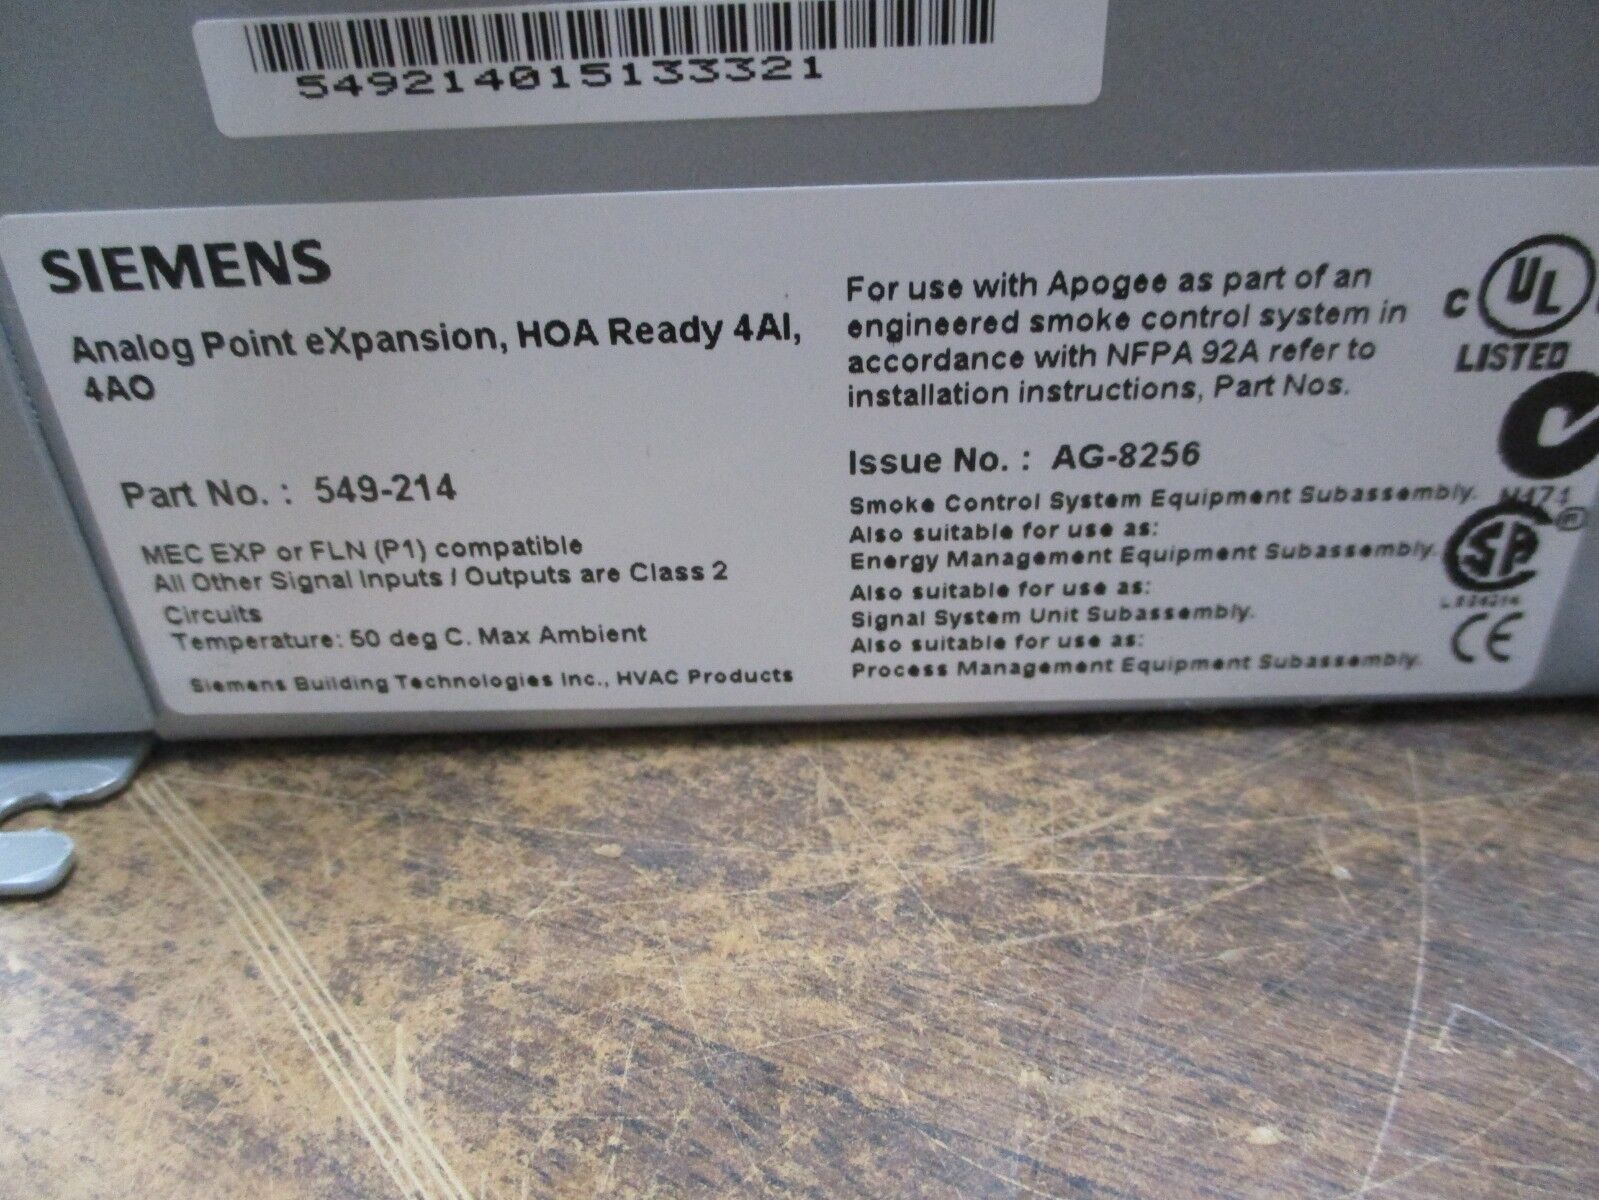 549214015133321
SIEMENS
Analog Point eXpansion, HOA Ready 4AI,
4AO
Part No. : 549-214
MEC EXP or FLN (P1) compatible
All Other Signal Inputs / Outputs are Class 2
Circuits
Temperature: 50 deg C. Max Ambient
Siemens Building Technologies Inc., HVAC Products
For use with Apogee as part of an
engineered smoke control system in
accordance with NFPA 92A refer to
installation instructions, Part Nos.
Issue No. : AG-8256
Smoke Control System Equipment Subassembly.
Also suitable for use as:
Energy Management Equipment Subassembly.
Also suitable for use as:
Signal System Unit Subassembly.
Also suitable for use as:
Process Management Equipment Subassembly.
C UL
LISTED
N474
SA
CE